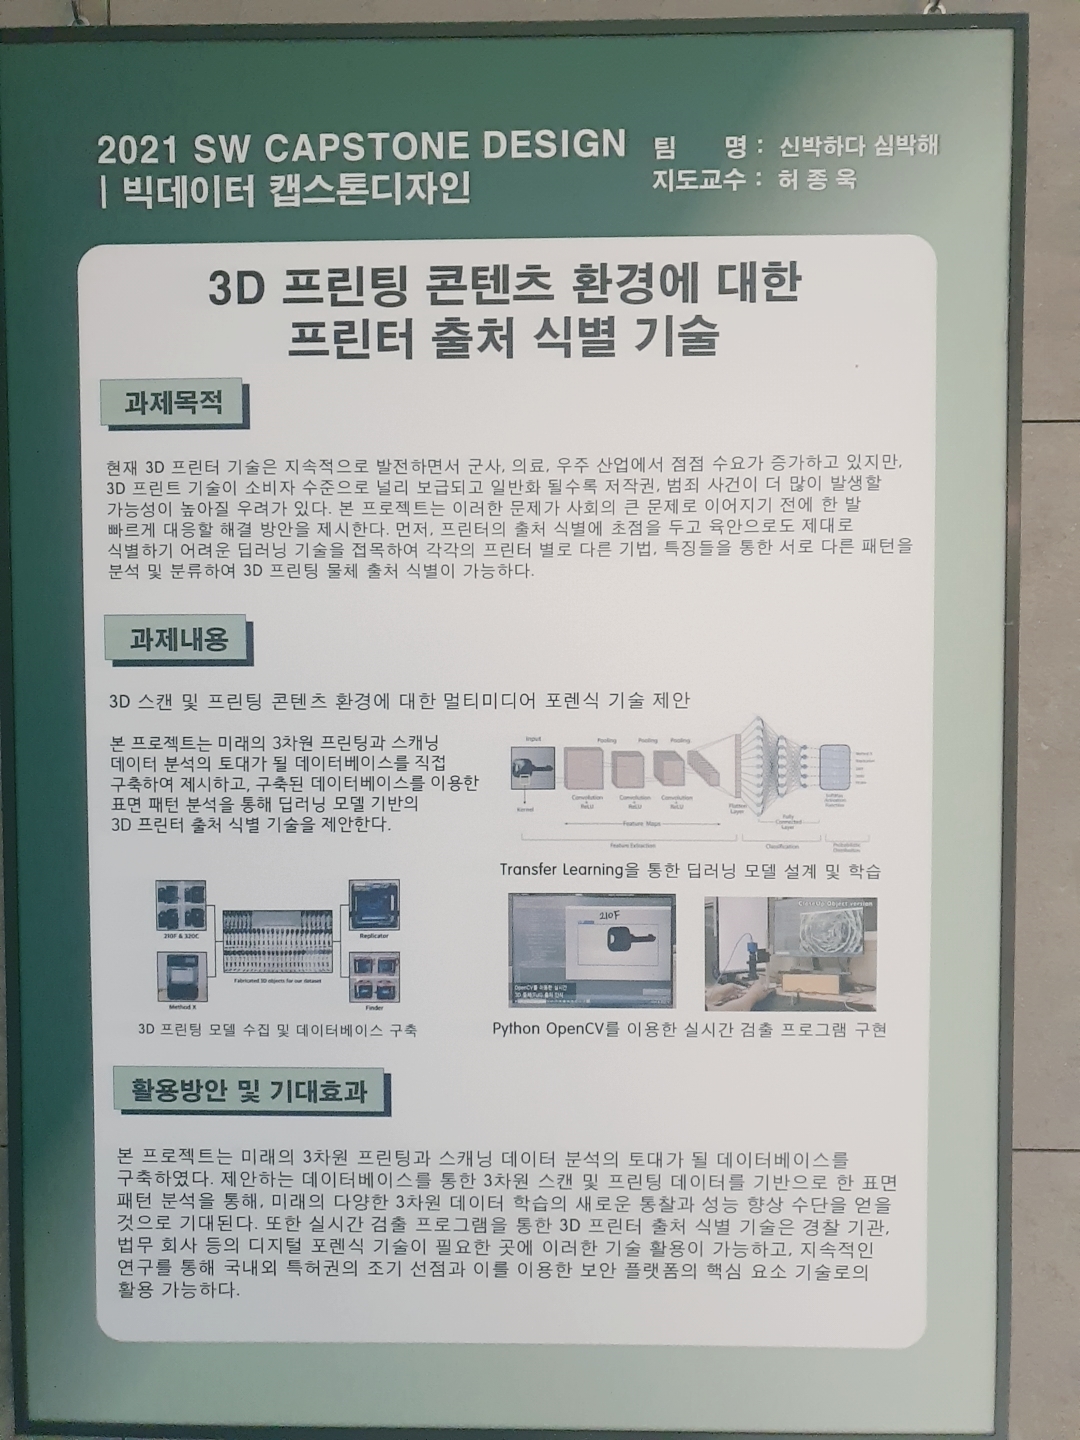 2021 SW CAPSTONE DESIGN
| 빅데이터 캡스톤디자인
팀 명 : 신박하다 심박해
지도교수 : 허 종 욱
3D 프린팅 콘텐츠 환경에 대한
프린터 출처 식별 기술
과제목적
현재 3D 프린터 기술은 지속적으로 발전하면서 군사, 의료, 우주 산업에서 점점 수요가 증가하고 있지만,
3D 프린트 기술이 소비자 수준으로 널리 보급되고 일반화 될수록 저작권, 범죄 사건이 더 많이 발생할
가능성이 높아질 우려가 있다. 본 프로젝트는 이러한 문제가 사회의 큰 문제로 이어지기 전에 한 발
빠르게 대응할 해결 방안을 제시한다. 먼저, 프린터의 출처 식별에 초점을 두고 육안으로도 제대로
식별하기 어려운 딥러닝 기술을 접목하여 각각의 프린터 별로 다른 기법, 특징들을 통한 서로 다른 패턴을
분석 및 분류하여 3D 프린팅 물체 출처 식별이 가능하다.
과제내용
3D 스캔 및 프린팅 콘텐츠 환경에 대한 멀티미디어 포렌식 기술 제안
본 프로젝트는 미래의 3차원 프린팅과 스캐닝
데이터 분석의 토대가 될 데이터베이스를 직접
구축하여 제시하고, 구축된 데이터베이스를 이용한
표면 패턴 분석을 통해 딥러닝 모델 기반의
3D 프린터 출처 식별 기술을 제안한다.
Input
Pooling Pooling Pooling
Kernel
Convolution + ReLU
Convolution + ReLU
Convolution + ReLU
Flatten Layer
Fully Connected Layer
Feature Maps
Feature Extraction
Classification
Probabilistic Distribution
Transfer Learning을 통한 딥러닝 모델 설계 및 학습
210F & 320C
Replicator
Method X
Finder
Fabricated 3D objects for our dataset
3D 프린팅 모델 수집 및 데이터베이스 구축
210F
OpenCV를 이용한 실시간
CloseUp Object version
Python OpenCV를 이용한 실시간 검출 프로그램 구현
활용방안 및 기대효과
본 프로젝트는 미래의 3차원 프린팅과 스캐닝 데이터 분석의 토대가 될 데이터베이스를
구축하였다. 제안하는 데이터베이스를 통한 3차원 스캔 및 프린팅 데이터를 기반으로 한 표면
패턴 분석을 통해, 미래의 다양한 3차원 데이터 학습의 새로운 통찰과 성능 향상 수단을 얻을
것으로 기대된다. 또한 실시간 검출 프로그램을 통한 3D 프린터 출처 식별 기술은 경찰 기관,
법무 회사 등의 디지털 포렌식 기술이 필요한 곳에 이러한 기술 활용이 가능하고, 지속적인
연구를 통해 국내외 특허권의 조기 선점과 이를 이용한 보안 플랫폼의 핵심 요소 기술로의
활용 가능하다.